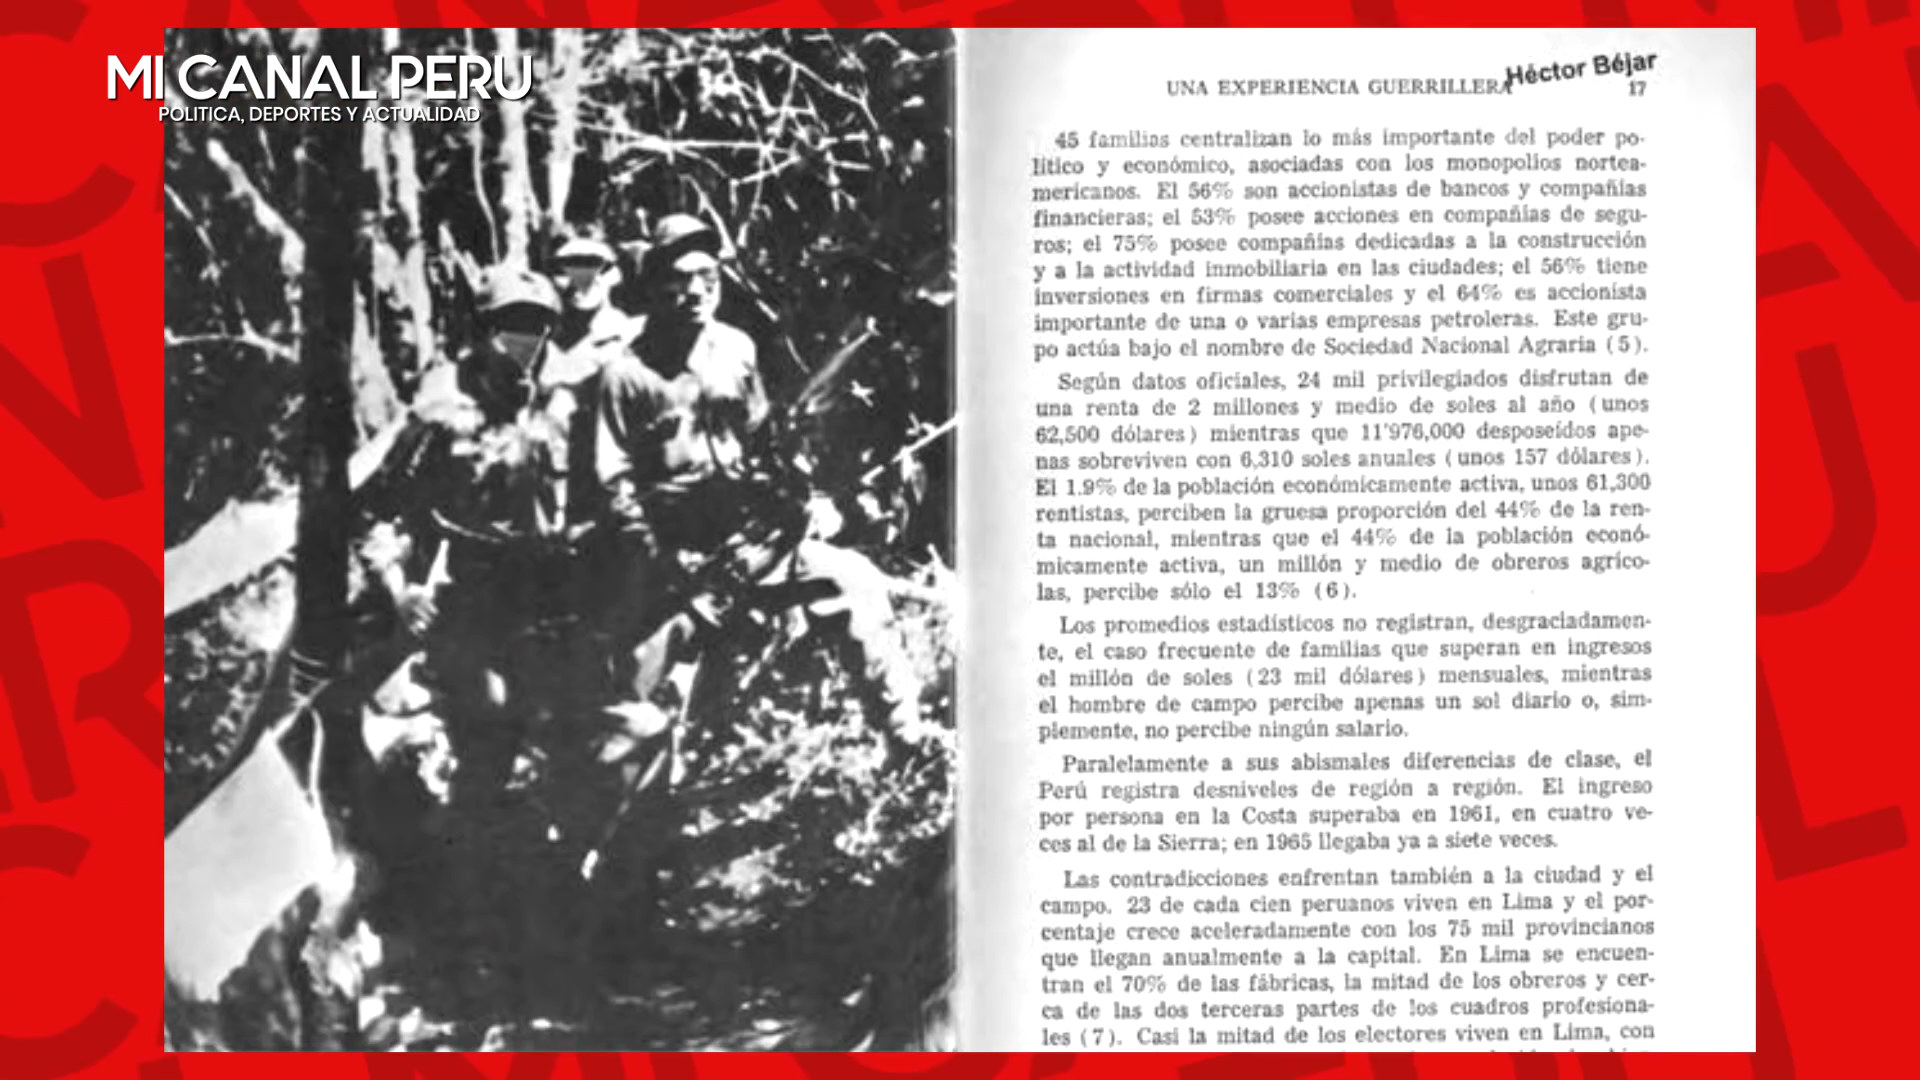 MI CANAL PERU
POLITICA, DEPORTES Y ACTUALIDAD
UNA EXPERIENCIA GUERRILLERA
Héctor Béjar
17
45 familias centralizan lo más importante del poder po-
lítico y económico, asociadas con los monopolios nortea-
mericanos. El 56% son accionistas de bancos y compañías
financieras; el 53% posee acciones en compañías de segu-
ros; el 75% posee compañías dedicadas a la construcción
y a la actividad inmobiliaria en las ciudades; el 56% tiene
inversiones en firmas comerciales y el 64% es accionista
importante de una o varias empresas petroleras. Este gru-
po actúa bajo el nombre de Sociedad Nacional Agraria (5).
Según datos oficiales, 24 mil privilegiados disfrutan de
una renta de 2 millones y medio de soles al año (unos
62,500 dólares) mientras que 11'976,000 desposeídos ape-
nas sobreviven con 6,310 soles anuales (unos 157 dólares).
El 1.9% de la población económicamente activa, unos 61,300
rentistas, perciben la gruesa proporción del 44% de la ren-
ta nacional, mientras que el 44% de la población econó-
micamente activa, un millón y medio de obreros agríco-
las, percibe sólo el 13% (6).
Los promedios estadísticos no registran, desgraciadamen-
te, el caso frecuente de familias que superan en ingresos
el millón de soles (23 mil dólares) mensuales, mientras
el hombre de campo percibe apenas un sol diario o, sim-
plemente, no percibe ningún salario.
Paralelamente a sus abismales diferencias de clase, el
Perú registra desniveles de región a región. El ingreso
por persona en la Costa superaba en 1961, en cuatro ve-
ces al de la Sierra; en 1965 llegaba ya a siete veces.
Las contradicciones enfrentan también a la ciudad y el
campo. 23 de cada cien peruanos viven en Lima y el por-
centaje crece aceleradamente con los 75 mil provincianos
que llegan anualmente a la capital. En Lima se encuen-
tran el 70% de las fábricas, la mitad de los obreros y cer-
ca de las dos terceras partes de los cuadros profesiona-
les (7). Casi la mitad de los electores viven en Lima, con